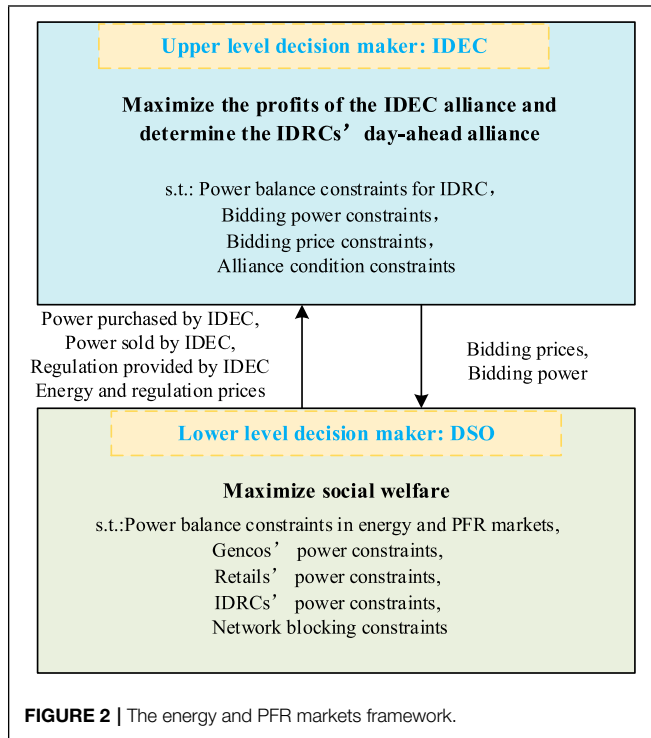 Upper level decision maker: IDEC
Maximize the profits of the IDEC alliance and
determine the IDRCs’ day-ahead alliance
s.t.: Power balance constraints for IDRC,
Bidding power constraints,
Bidding price constraints,
Alliance condition constraints
Power purchased by IDEC,
Power sold by IDEC,
Regulation provided by IDEC
Energy and regulation prices
Bidding prices,
Bidding power
Lower level decision maker: DSO
Maximize social welfare
s.t.:Power balance constraints in energy and PFR markets,
Gencos’ power constraints,
Retails’ power constraints,
IDRCs’ power constraints,
Network blocking constraints
FIGURE 2 | The energy and PFR markets framework.